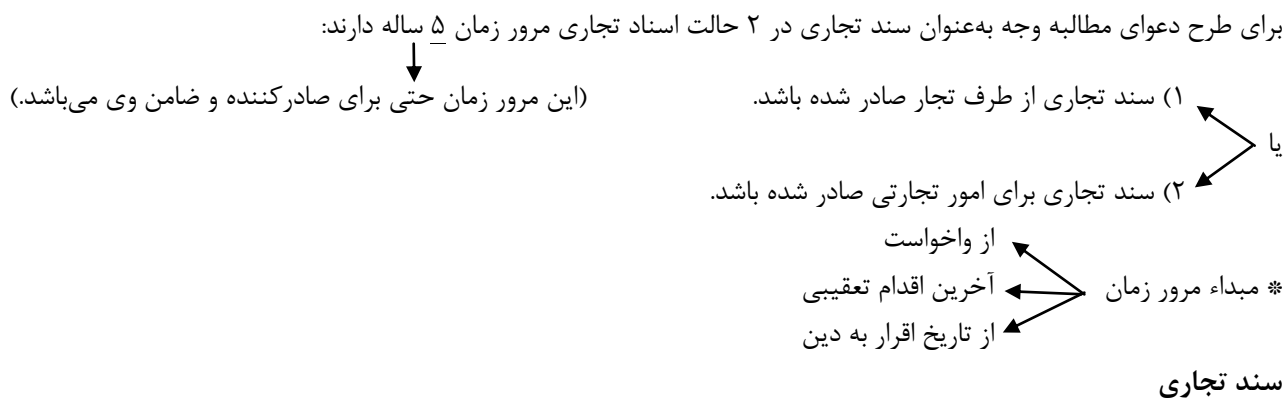 برای طرح دعوای مطالبه وجه به‌عنوان سند تجاری در ۲ حالت اسناد تجاری مرور زمان ۵ ساله دارند:
۱) سند تجاری از طرف تجار صادر شده باشد.
(این مرور زمان حتی برای صادرکننده و ضامن وی می‌باشد.)
یا
۲) سند تجاری برای امور تجارتی صادر شده باشد.
از واخواست
* مبداء مرور زمان آخرین اقدام تعقیبی
از تاریخ اقرار به دین
سند تجاری